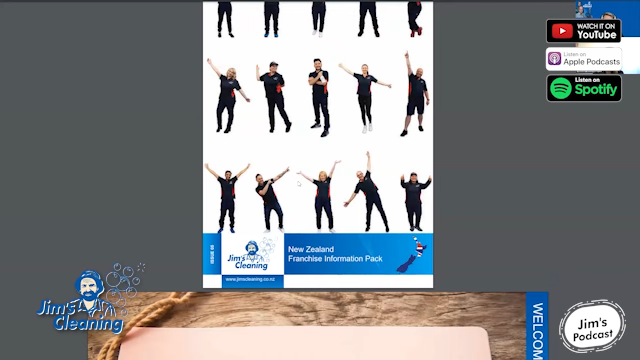 WATCH IT ON
YouTube
Listen on
Apple Podcasts
Listen on
Spotify
New Zealand
Franchise Information Pack
Jim's
Cleaning
www.jimscleaning.co.nz
Jim's
Cleaning
WELCO
Jim's
Podcast